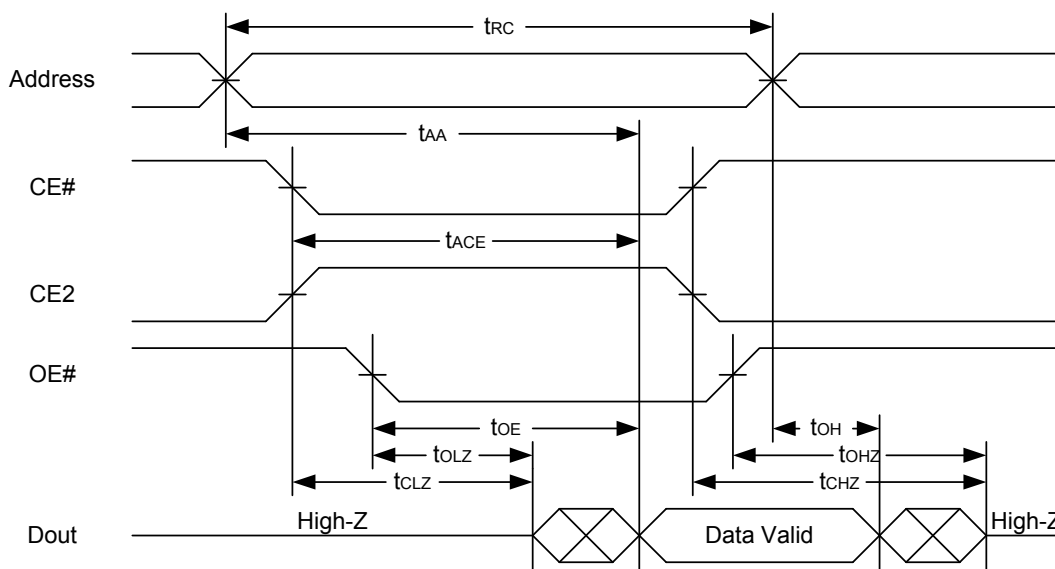 tRC
Address
tAA
CE#
tACE
CE2
OE#
tOE
tOH
tOLZ
tOHZ
tCLZ
tCHZ
High-Z
Data Valid
High-Z
Dout